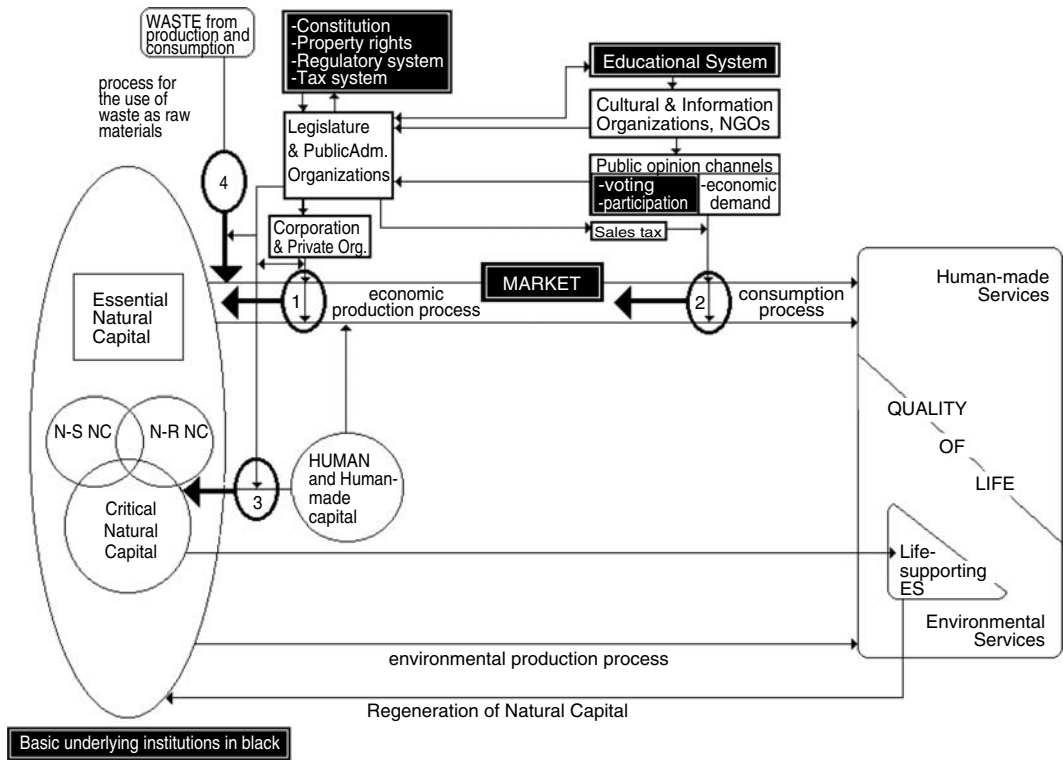 WASTE from
production and
consumption
-Constitution
-Property rights
-Regulatory system
-Tax system
Educational System
process for
the use of
waste as raw
materials
Cultural & Information
Organizations, NGOs
Legislature
& PublicAdm.
Organizations
Public opinion channels
-voting
-participation
-economic
demand
4
Corporation
& Private Org.
Sales tax
Human-made
Services
MARKET
Essential
Natural
Capital
1
economic
production process
2
consumption
process
QUALITY
OF
LIFE
N-S NC
N-R NC
HUMAN
and Human-
made
capital
3
Critical
Natural
Capital
Life-
supporting
ES
Environmental
Services
environmental production process
Regeneration of Natural Capital
Basic underlying institutions in black